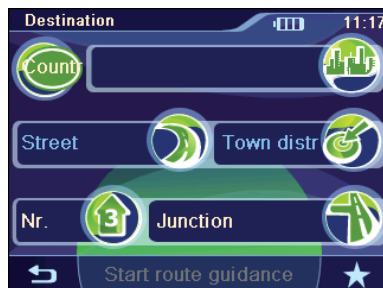 Destination 11:17
Countr
Street Town distr
Nr. 3 Junction
Start route guidance